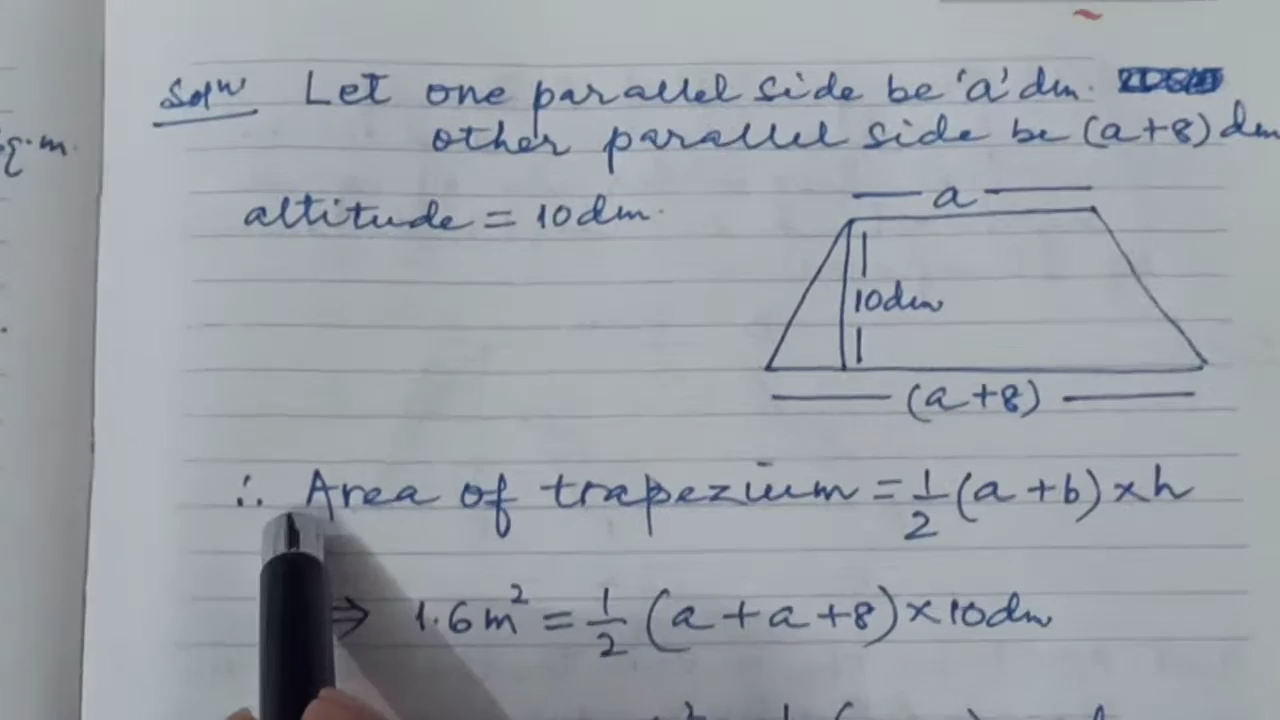 Soln Let one parallel side be 'a' dm.
other parallel side be (a+8) dm
q.m.
altitude = 10dm.
a
10dm
(a+8)
∴ Area of trapezium = 1/2 (a+b) × h
⇒ 1.6m² = 1/2 (a+a+8) × 10dm